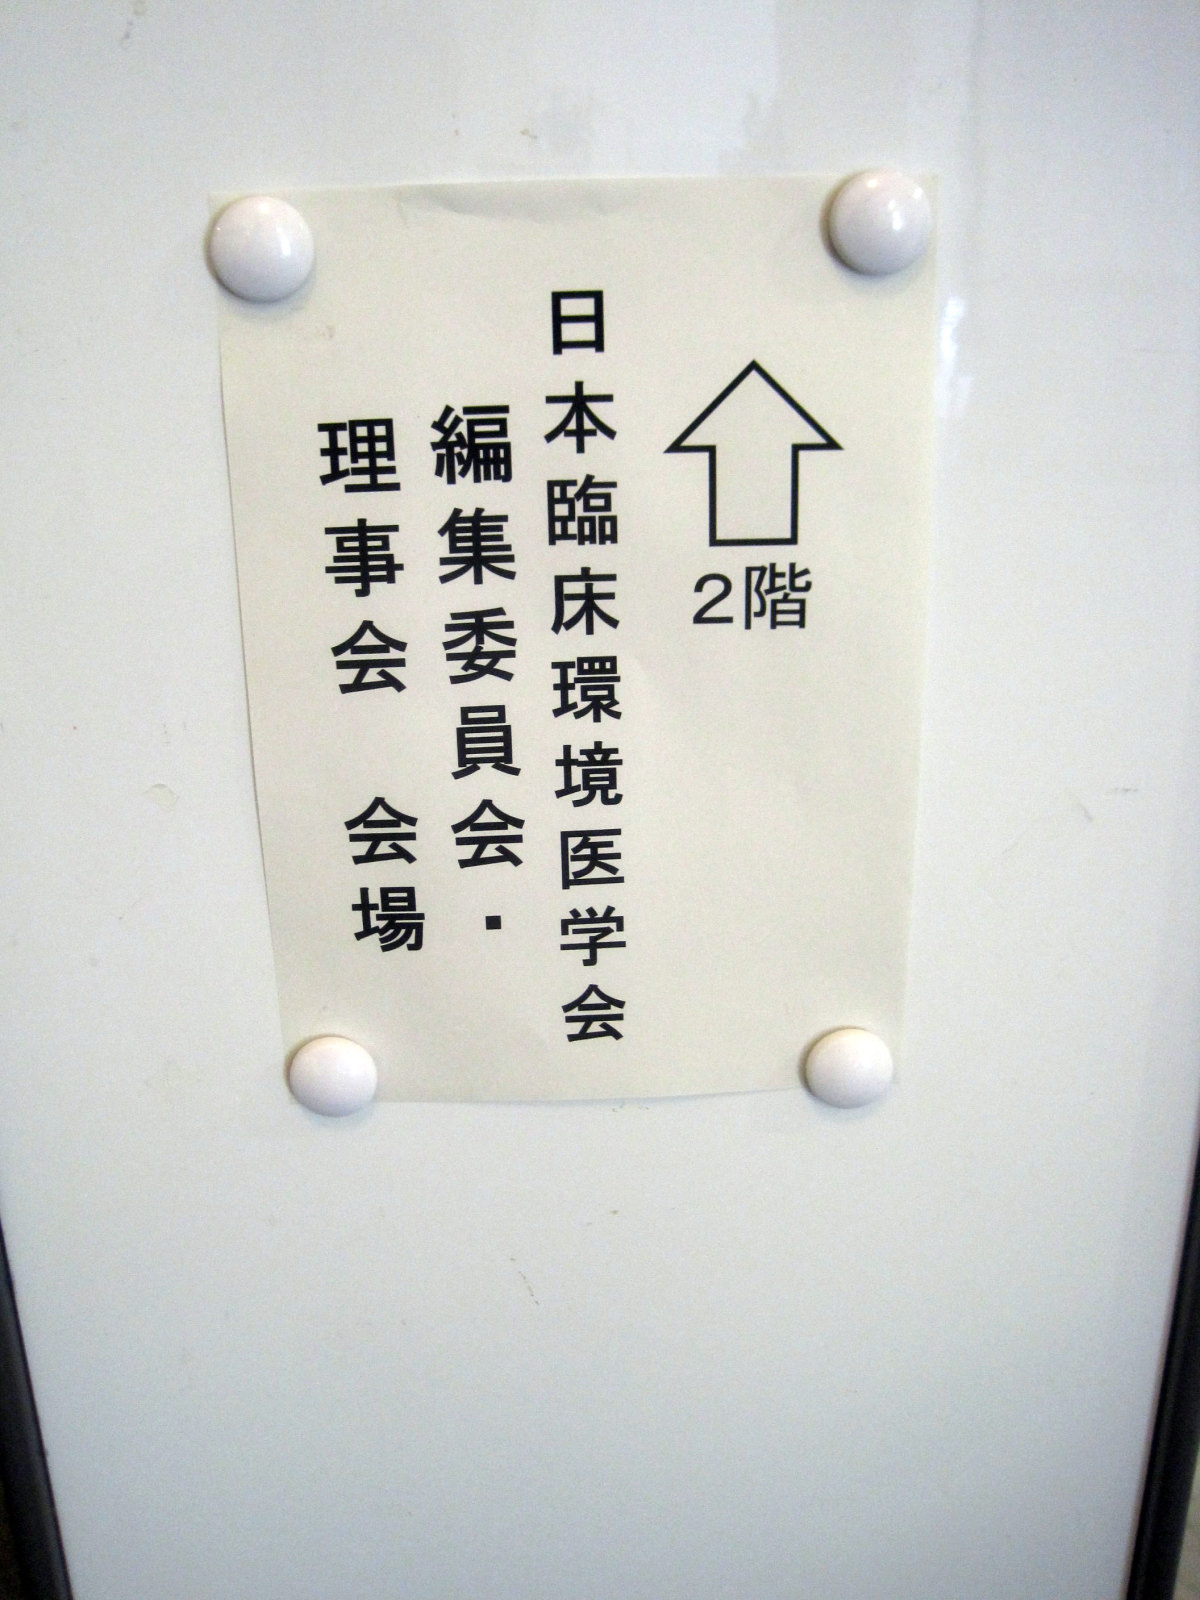 2階
日本臨床環境医学会
編集委員会・
理事会 会場